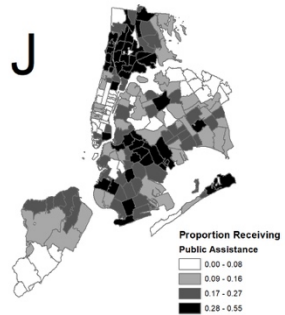 J
Proportion Receiving
Public Assistance
0.00 - 0.08
0.09 - 0.16
0.17 - 0.27
0.28 - 0.55